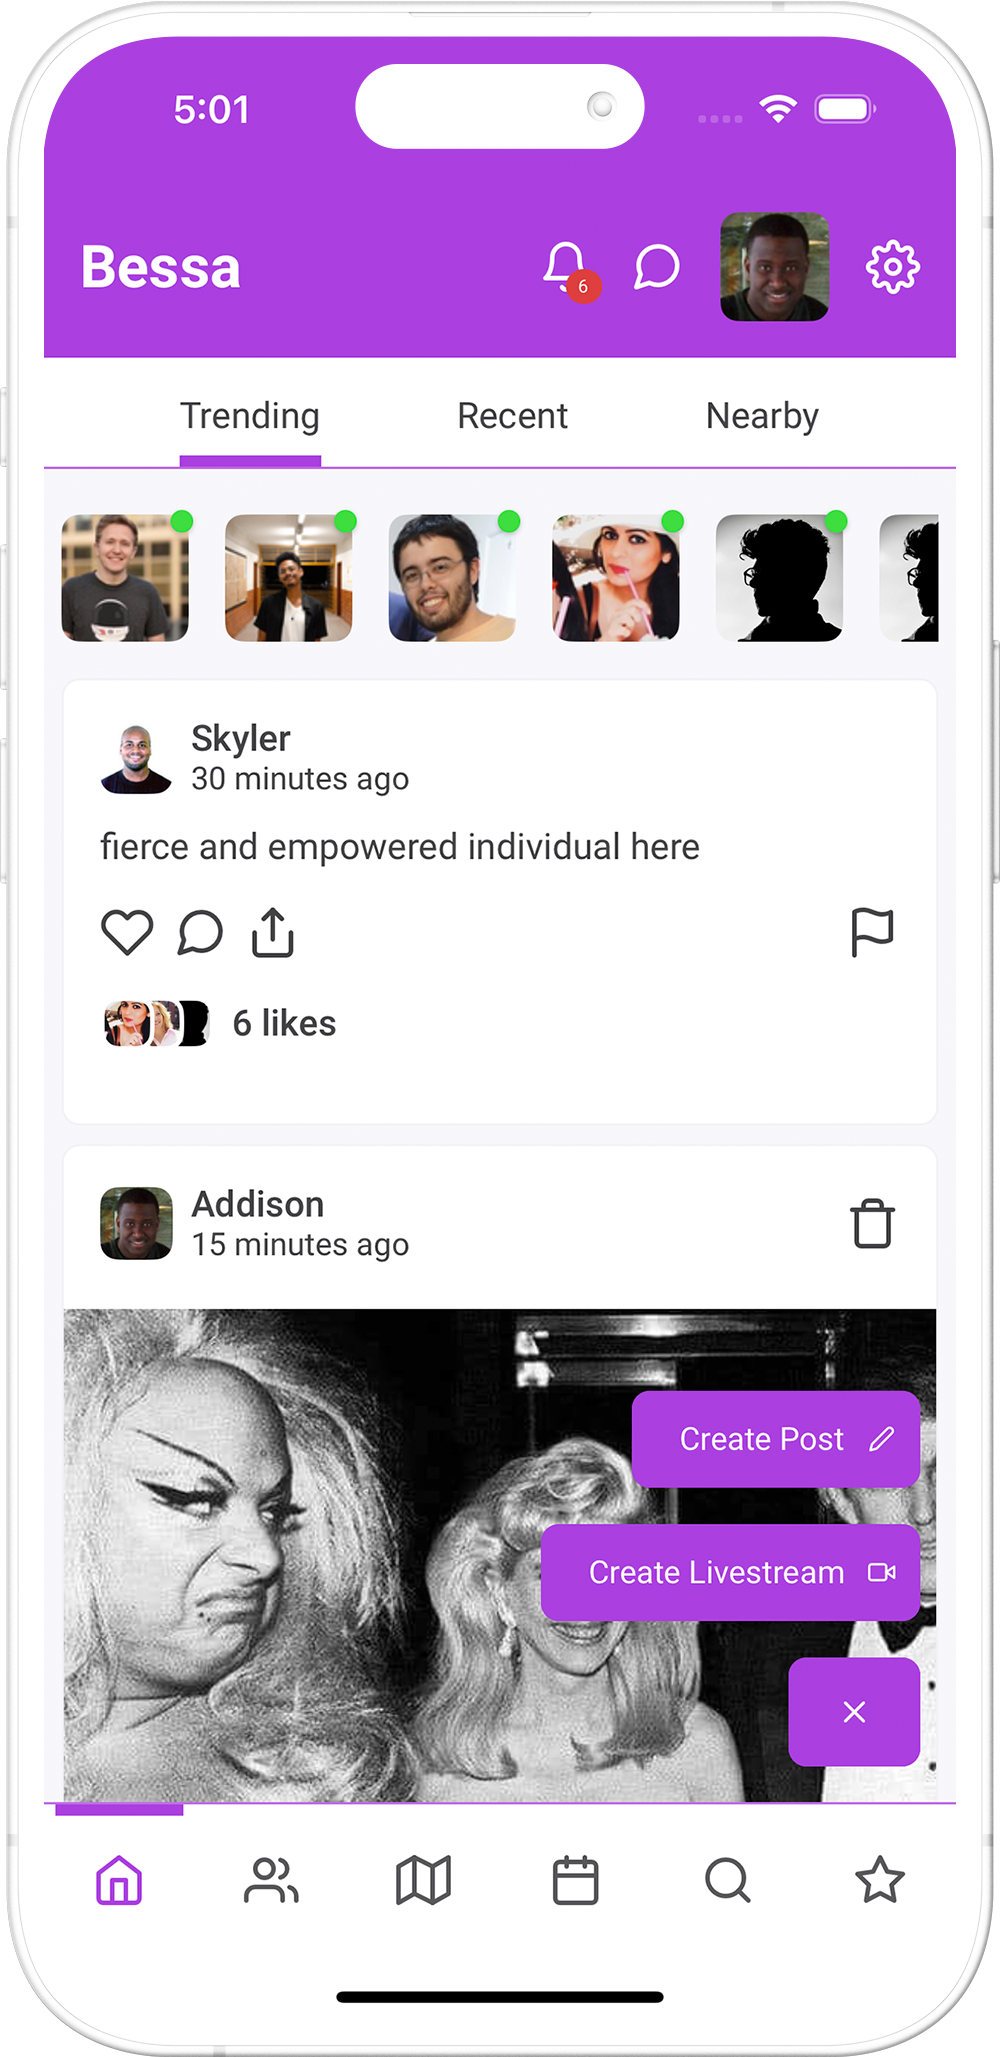 5:01
Bessa
6
Trending Recent Nearby
Skyler
30 minutes ago
fierce and empowered individual here
6 likes
Addison
15 minutes ago
Create Post
Create Livestream